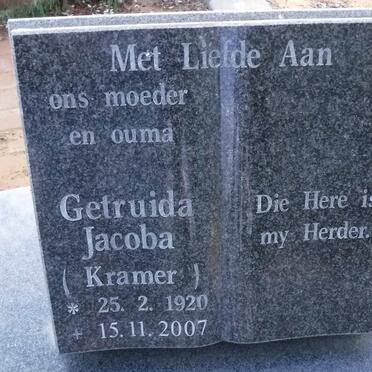 Met Liefde Aan
ons moeder
en ouma
Getruida
Jacoba
( Kramer )
* 25. 2. 1920
+ 15. 11. 2007
Die Here is
my Herder.